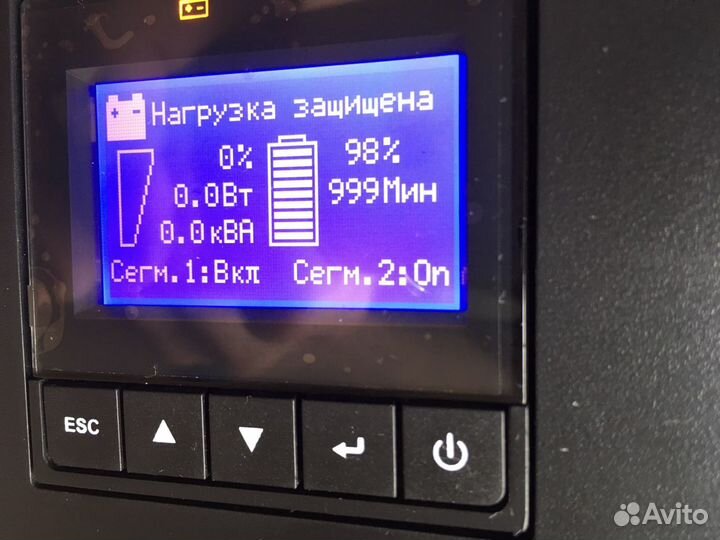 Нагрузка защищена
0% 98%
0.0Вт 999Мин
0.0кВА
Сегм.1:Вкл Сегм.2:On
ESC
Avito